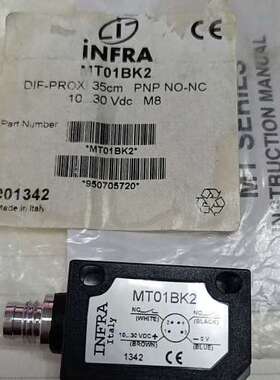 iNFRA
MT01BK2
DIF-PROX 35cm PNP NO-NC
10...30 Vdc M8
Part Number
*MT01BK2*
*950705720*
201342
Made in Italy
CE
MT SERIES
INSTRUCTION MANUAL
MT01BK2
NO
(WHITE)
NC
(BLACK)
10...30 VDC +
(BROWN)
- 0 V
(BLUE)
INFRA
Italy
1342
CE